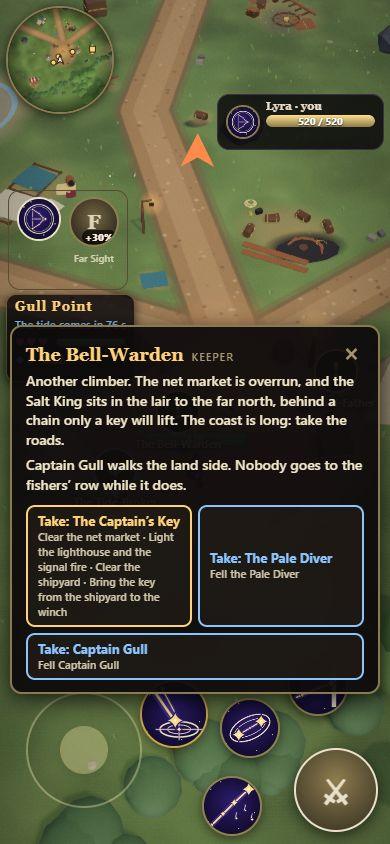 Lyra · you
520 / 520
F
+30%
Far Sight
Gull Point
The tide comes in 76 s
The Bell-Warden KEEPER ✕
Another climber. The net market is overrun, and the
Salt King sits in the lair to the far north, behind a
chain only a key will lift. The coast is long: take the
roads.
Captain Gull walks the land side. Nobody goes to the
fishers’ row while it does.
Take: The Captain’s Key
Clear the net market · Light
the lighthouse and the
signal fire · Clear the
shipyard · Bring the key
from the shipyard to the
winch
Take: The Pale Diver
Fell the Pale Diver
Take: Captain Gull
Fell Captain Gull